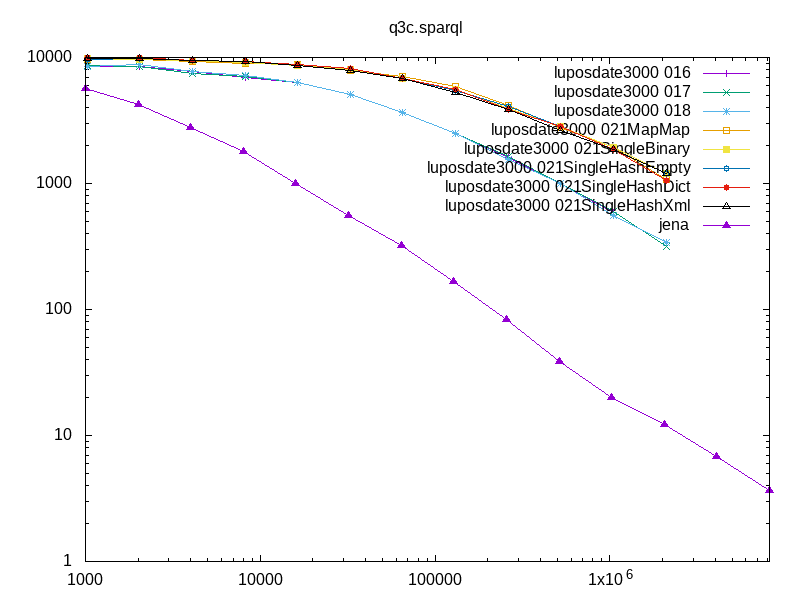 q3c.sparql
10000
1000
100
10
1
luposdate3000 016
luposdate3000 017
luposdate3000 018
luposdate3000 021MapMap
luposdate3000 021SingleBinary
luposdate3000 021SingleHashEmpty
luposdate3000 021SingleHashDict
luposdate3000 021SingleHashXml
jena
1000 10000 100000 1x10^6